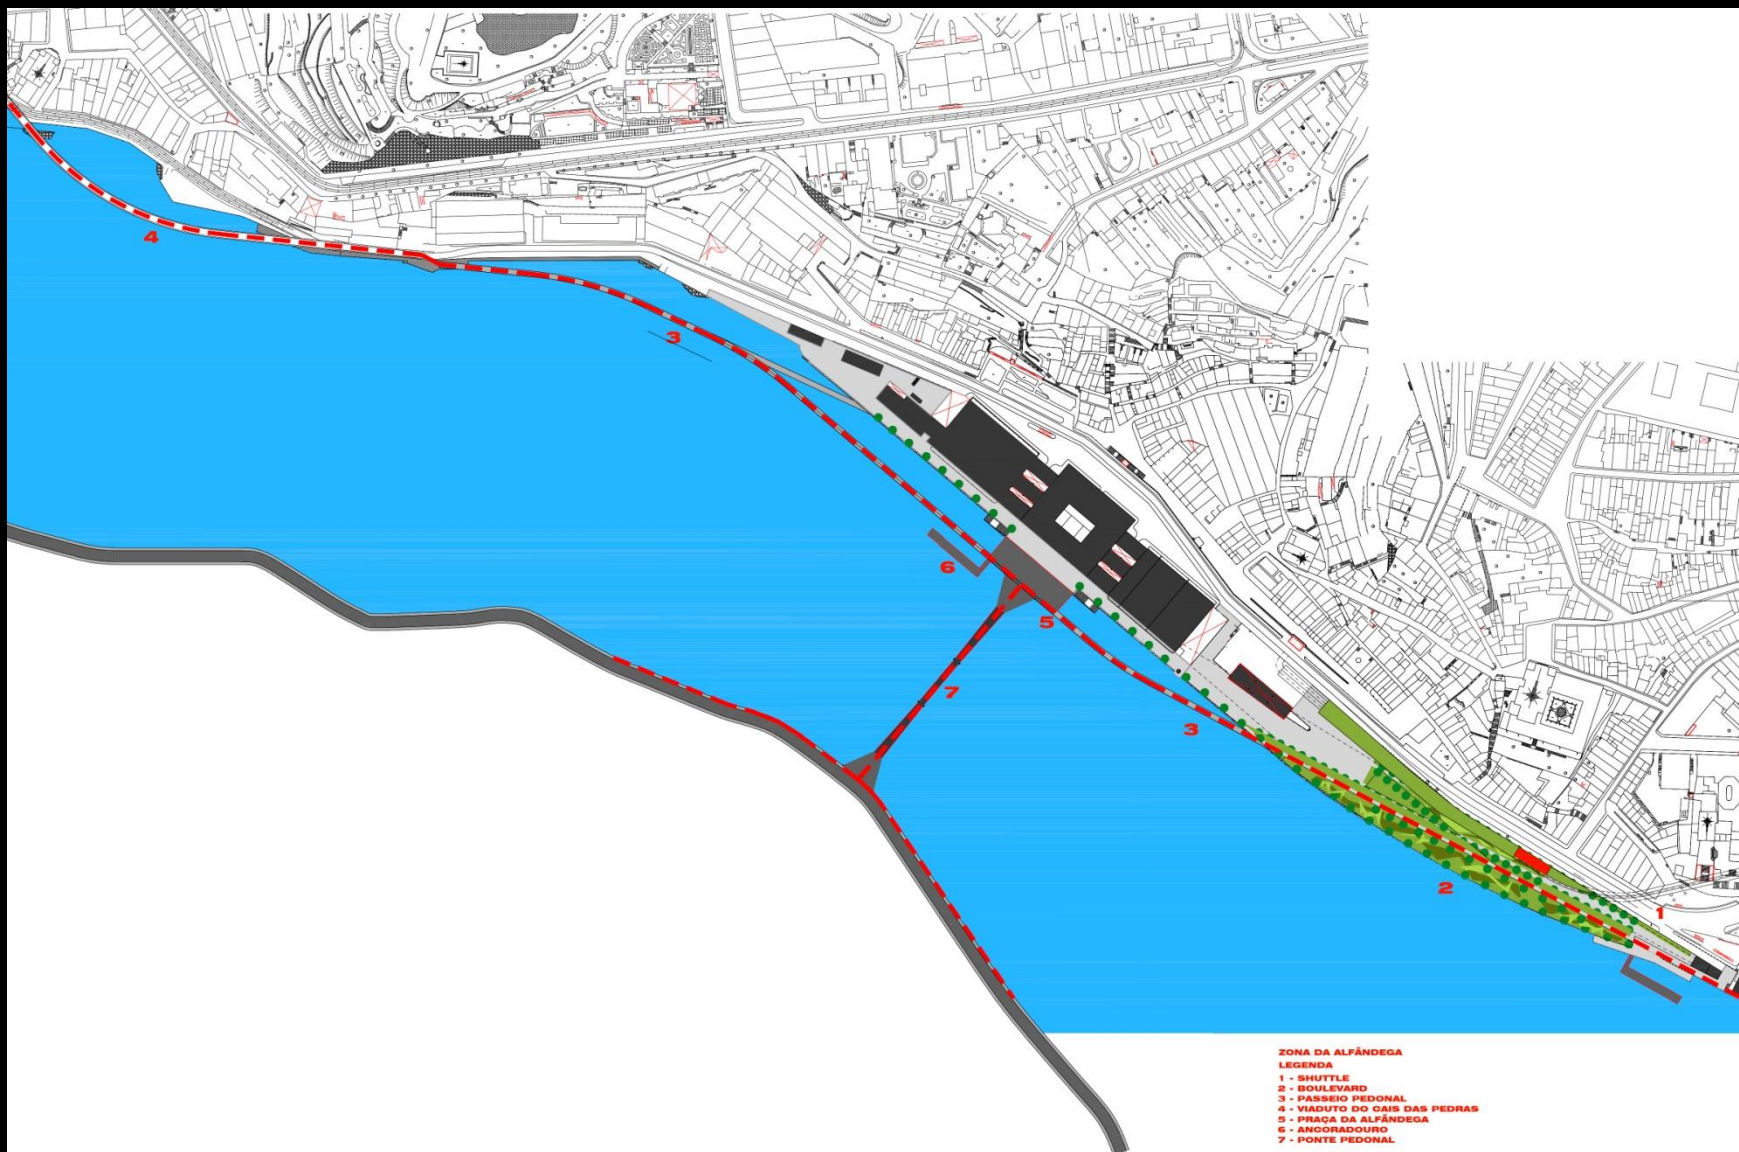 4
3
6
5
7
3
2
1
ZONA DA ALFÂNDEGA
LEGENDA
1 - SHUTTLE
2 - BOULEVARD
3 - PASSEIO PEDONAL
4 - VIADUTO DO CAIS DAS PEDRAS
5 - PRAÇA DA ALFÂNDEGA
6 - ANCORADOURO
7 - PONTE PEDONAL